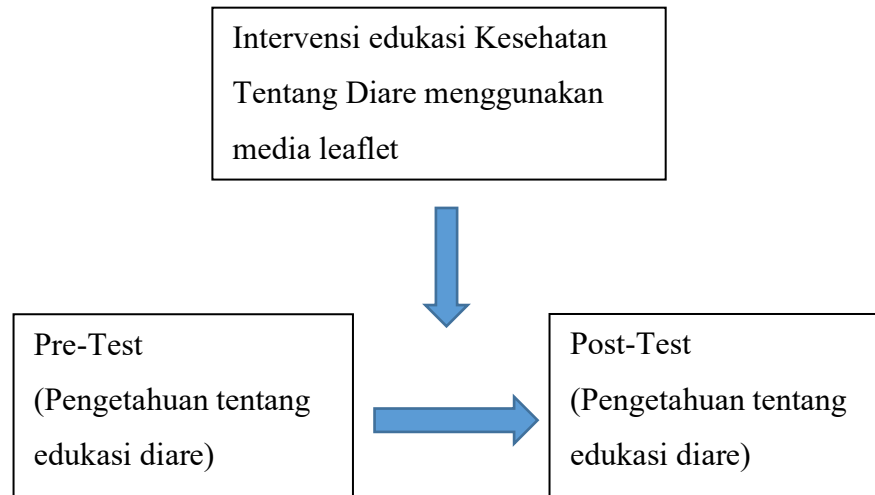 Intervensi edukasi Kesehatan
Tentang Diare menggunakan
media leaflet
Pre-Test
(Pengetahuan tentang
edukasi diare)
Post-Test
(Pengetahuan tentang
edukasi diare)